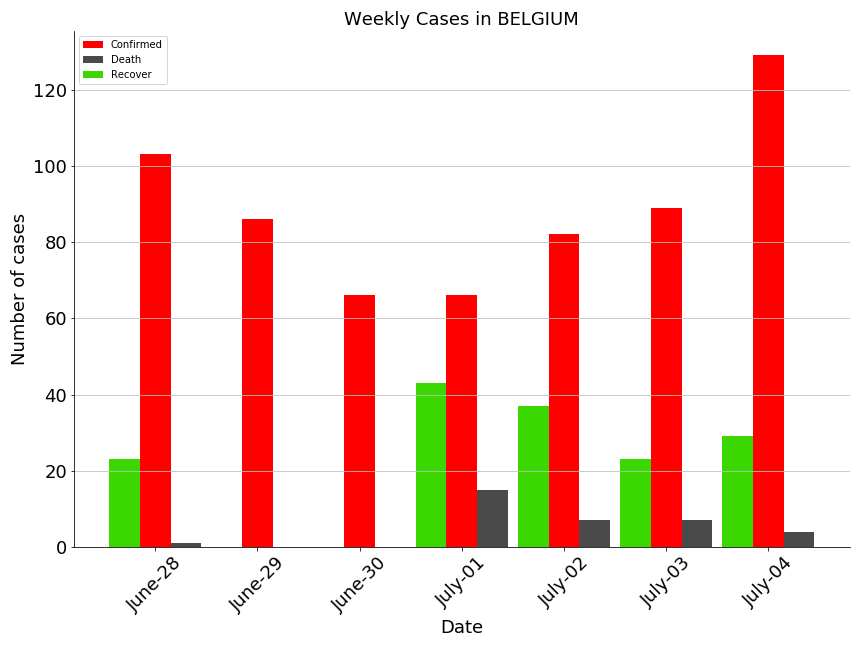 Weekly Cases in BELGIUM
Confirmed
Death
Recover
Number of cases
120
100
80
60
40
20
0
June-28
June-29
June-30
July-01
July-02
July-03
July-04
Date